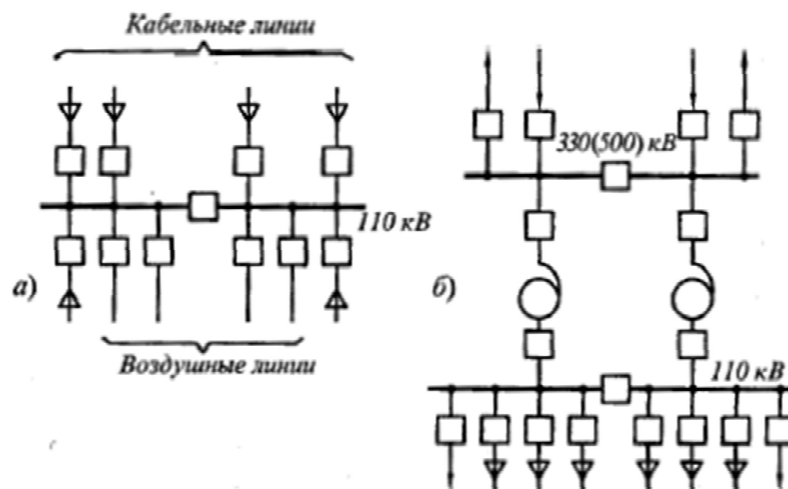 Кабельные линии
110 кВ
а)
Воздушные линии
330(500) кВ
б)
110 кВ